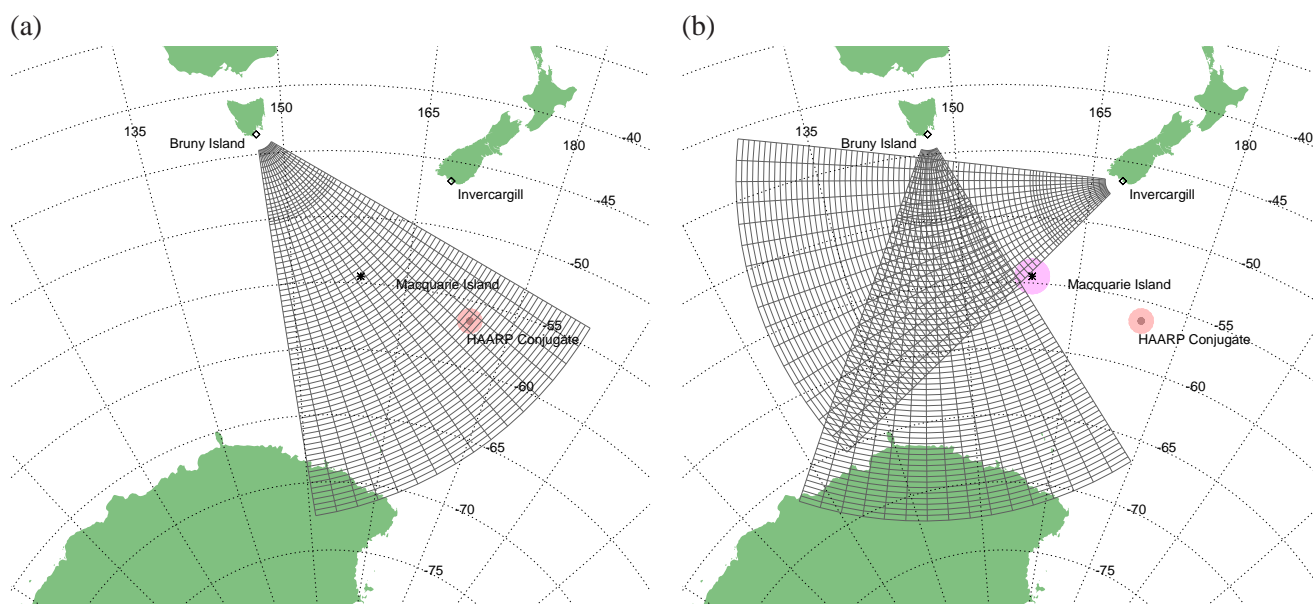 (a)
(b)
150
165
135
-40
Bruny Island
180
-45
Invercargill
-50
Macquarie Island
-55
HAARP Conjugate
-60
-65
-70
-75
150
165
135
-40
Bruny Island
180
-45
Invercargill
-50
Macquarie Island
-55
HAARP Conjugate
-60
-65
-70
-75